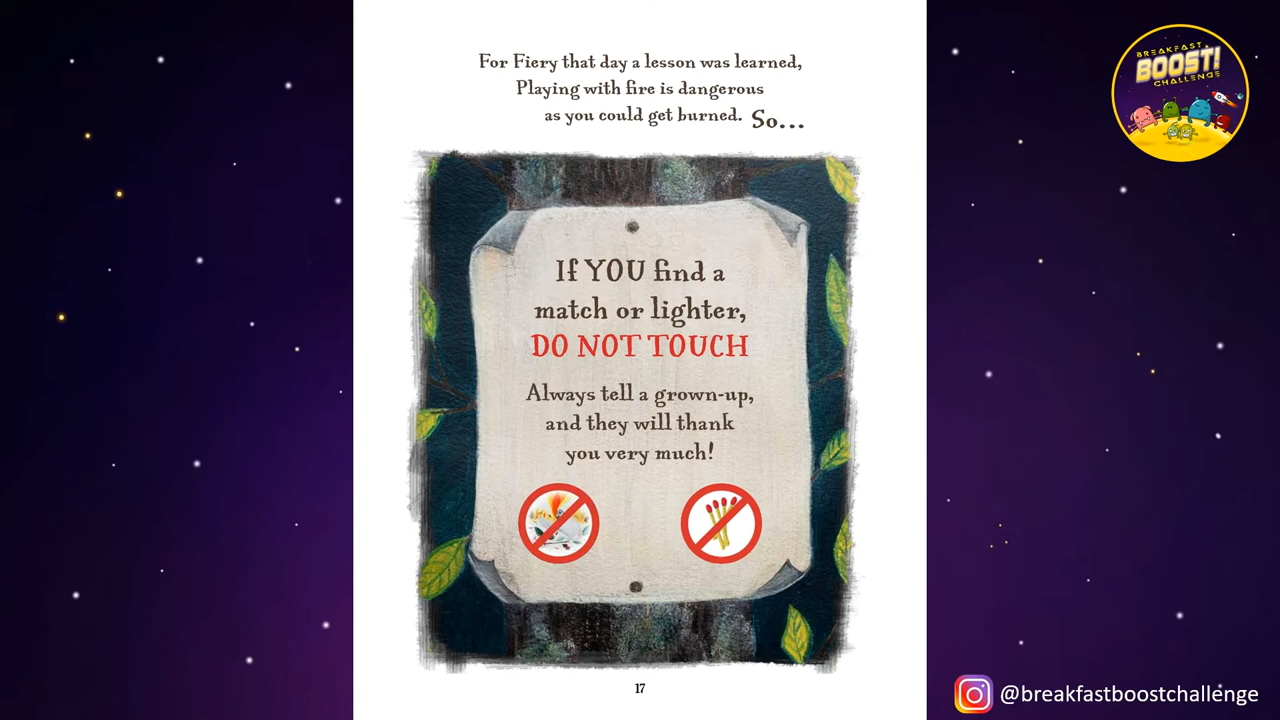 For Fiery that day a lesson was learned,
Playing with fire is dangerous
as you could get burned. So...
If YOU find a
match or lighter,
DO NOT TOUCH
Always tell a grown-up,
and they will thank
you very much!
17
BREAKFAST
BOOST!
CHALLENGE
@breakfastboostchallenge